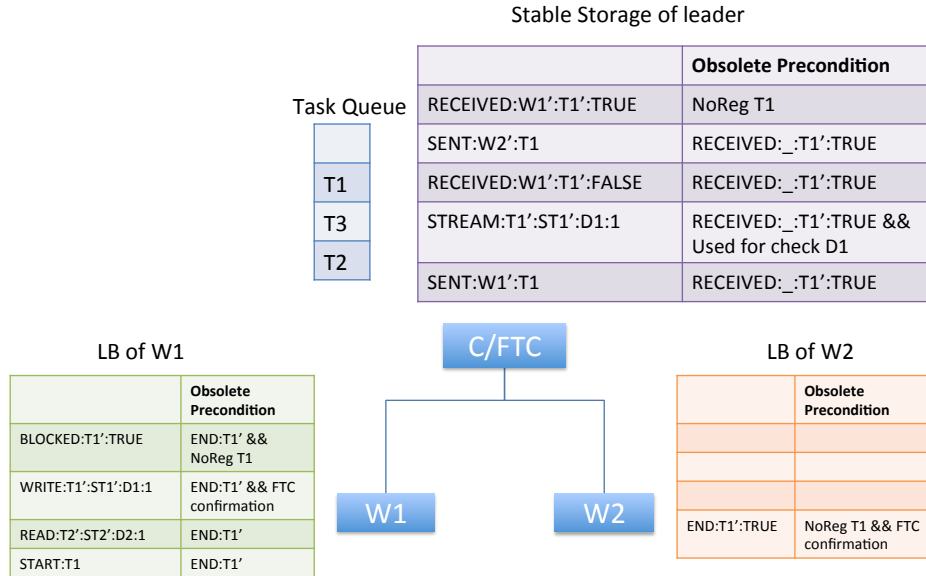 Stable Storage of leader
Obsolete Precondition
Task Queue
RECEIVED:W1’:T1’:TRUE
NoReg T1
SENT:W2’:T1
RECEIVED:_:T1’:TRUE
T1
RECEIVED:W1’:T1’:FALSE
RECEIVED:_:T1’:TRUE
T3
STREAM:T1’:ST1’:D1:1
RECEIVED:_:T1’:TRUE &&
Used for check D1
T2
SENT:W1’:T1
RECEIVED:_:T1’:TRUE
C/FTC
LB of W1
Obsolete
Precondition
BLOCKED:T1’:TRUE
END:T1’ &&
NoReg T1
WRITE:T1’:ST1’:D1:1
END:T1’ && FTC
confirmation
READ:T2’:ST2’:D2:1
END:T1’
START:T1
END:T1’
W1
W2
LB of W2
Obsolete
Precondition
END:T1’:TRUE
NoReg T1 && FTC
confirmation